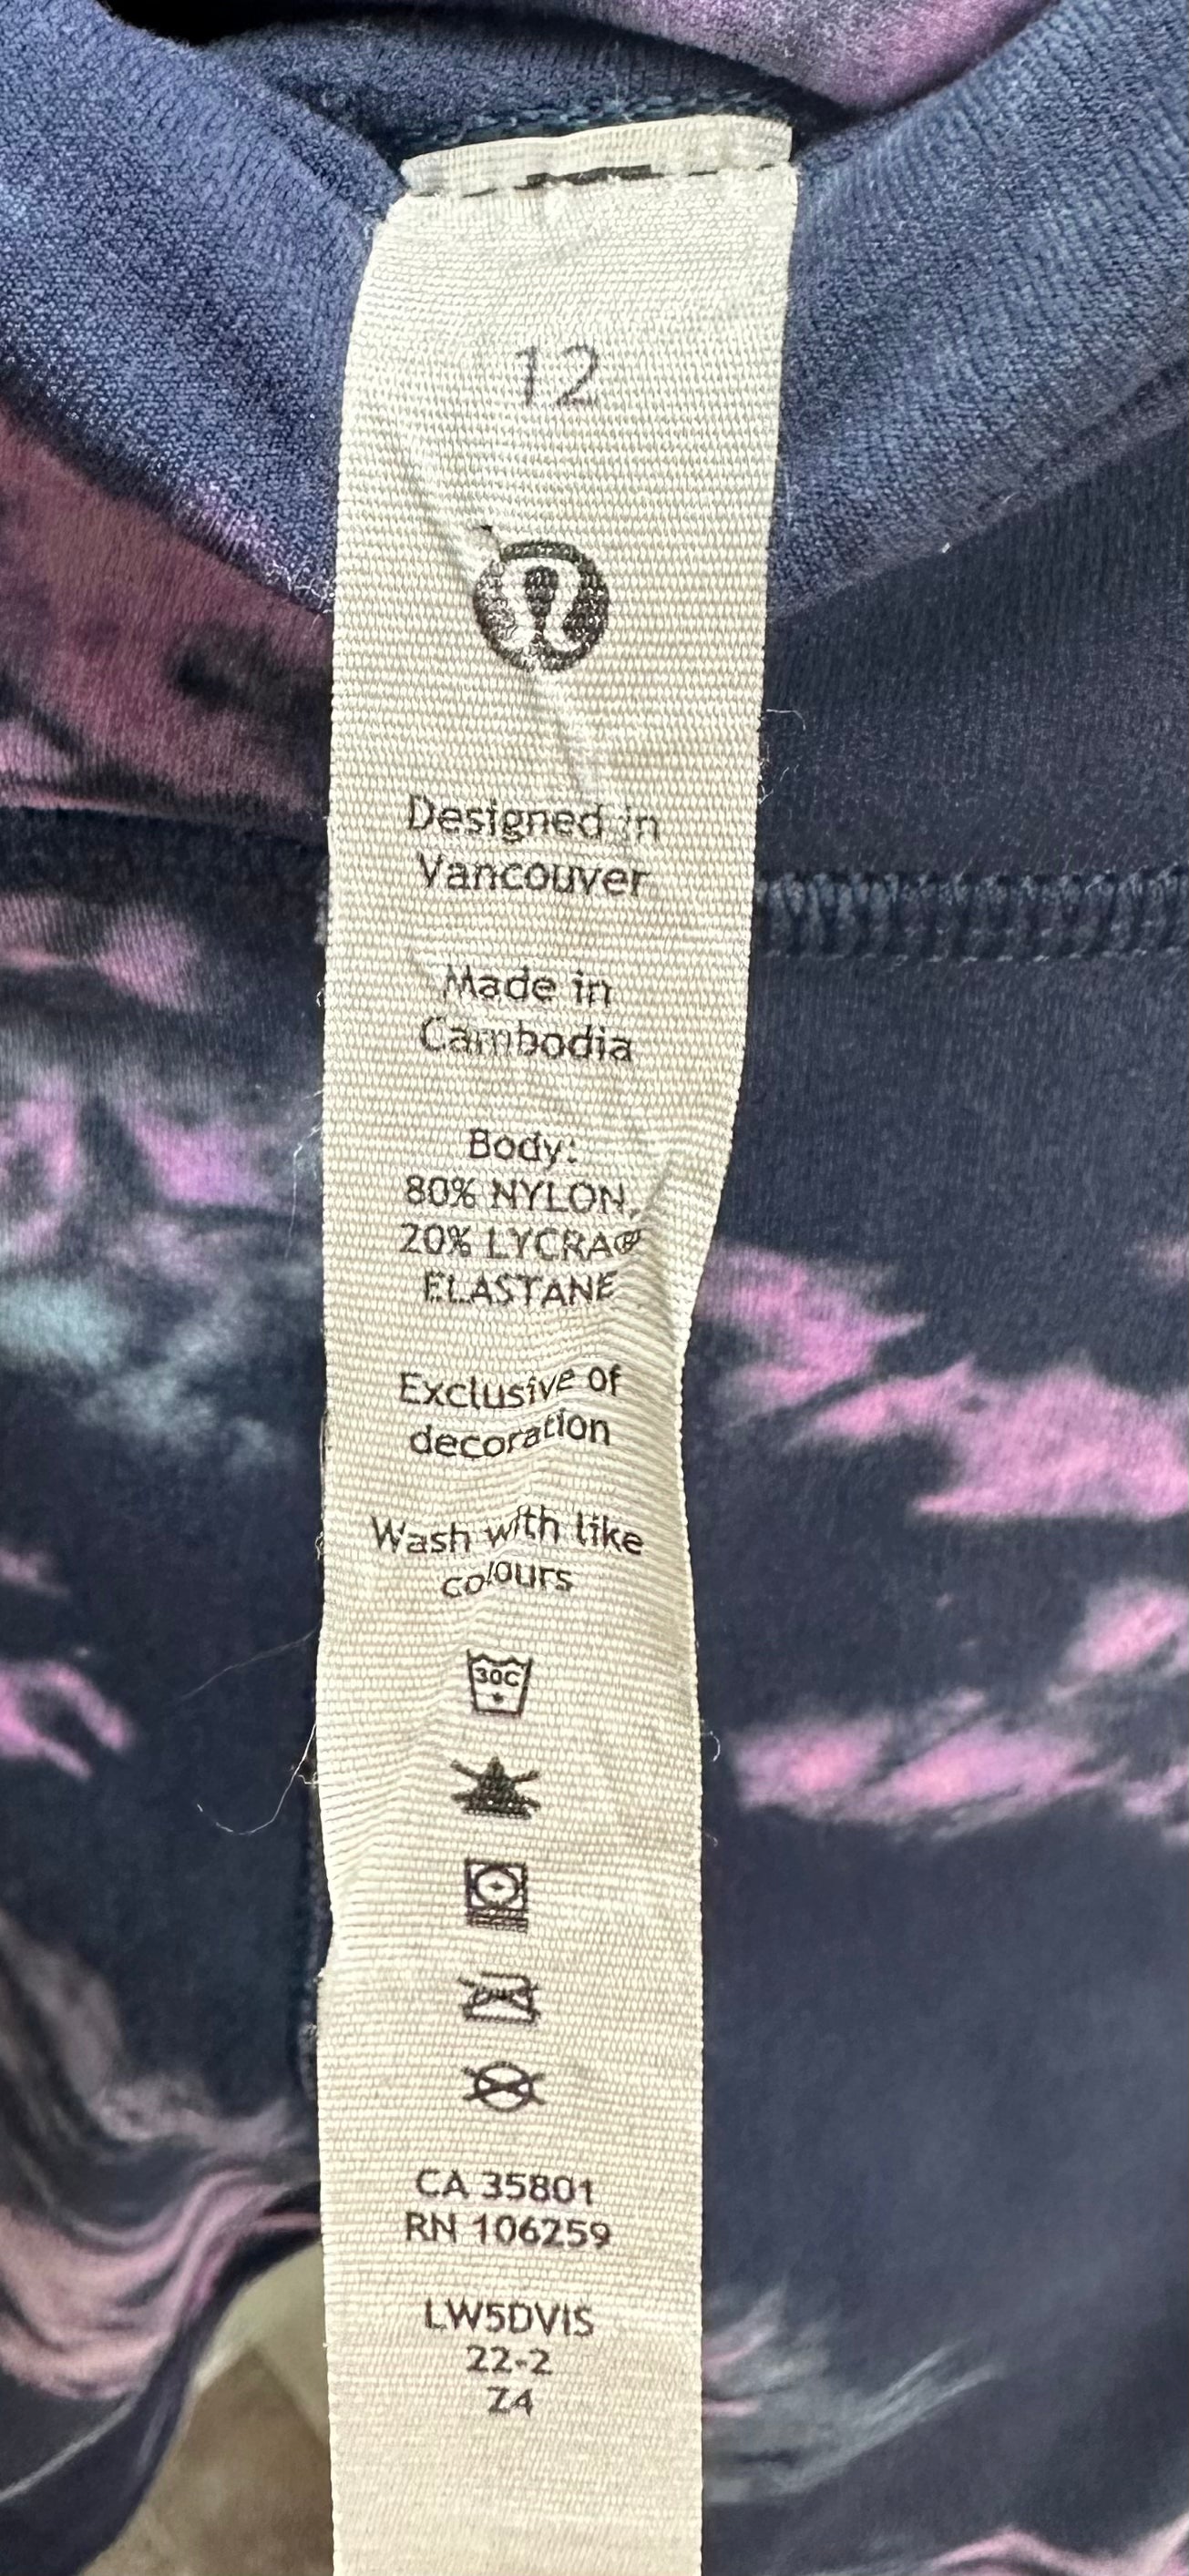 12
Designed in
Vancouver
Made in
Cambodia
Body:
80% NYLON,
20% LYCRA®
ELASTANE
Exclusive of
decoration
Wash with like
colours
30C
CA 35801
RN 106259
LW5DVIS
22-2
Z4